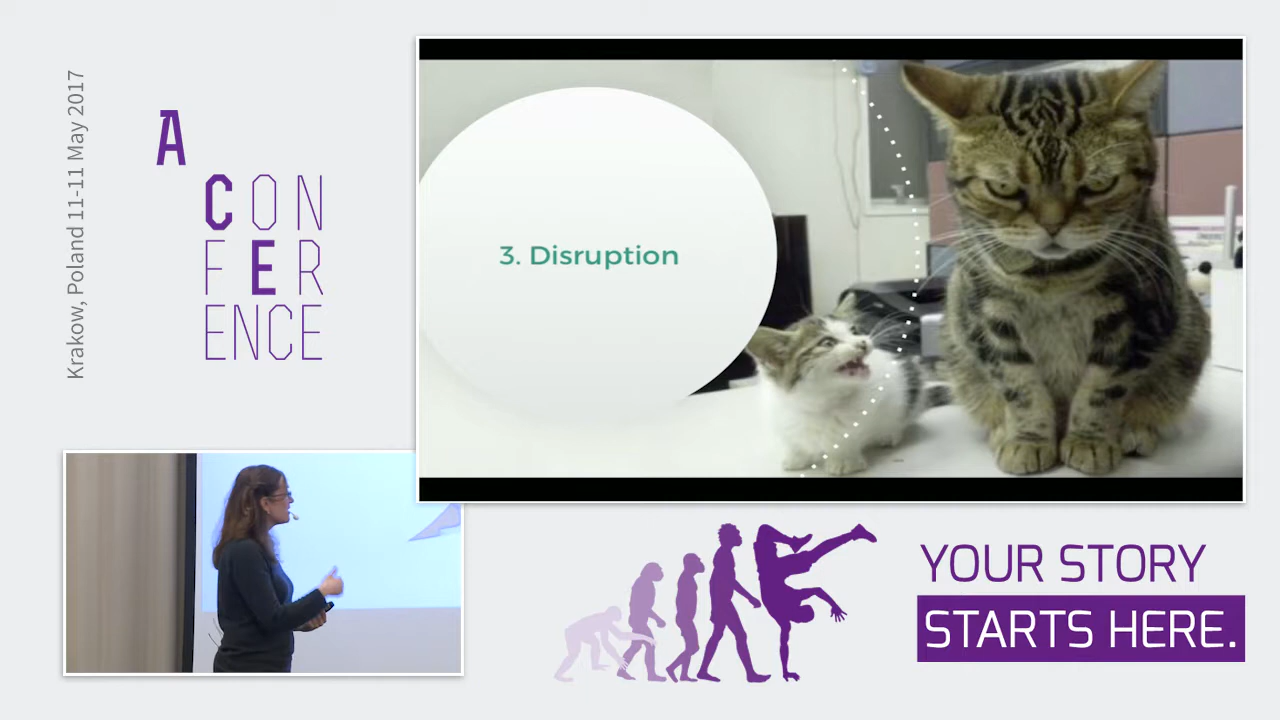 Krakow, Poland 11-11 May 2017
A
CON
FER
ENCE
3. Disruption
YOUR STORY
STARTS HERE.